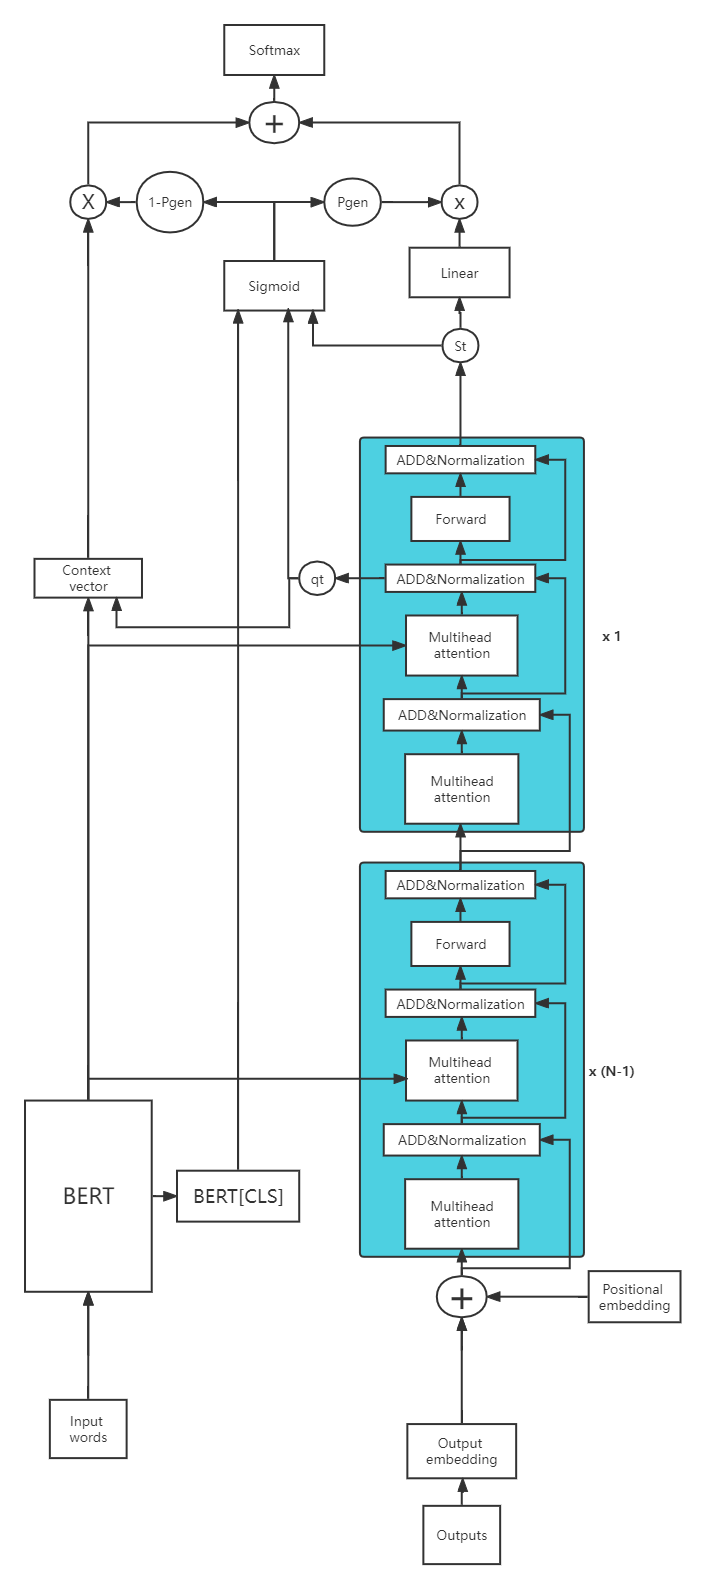 Softmax
+
X
1-Pgen
Pgen
x
Sigmoid
Linear
St
ADD&Normalization
Forward
Context
vector
qt
ADD&Normalization
Multihead
attention
x 1
ADD&Normalization
Multihead
attention
ADD&Normalization
Forward
ADD&Normalization
Multihead
attention
x (N-1)
ADD&Normalization
BERT
BERT[CLS]
Multihead
attention
+
Positional
embedding
Input
words
Output
embedding
Outputs